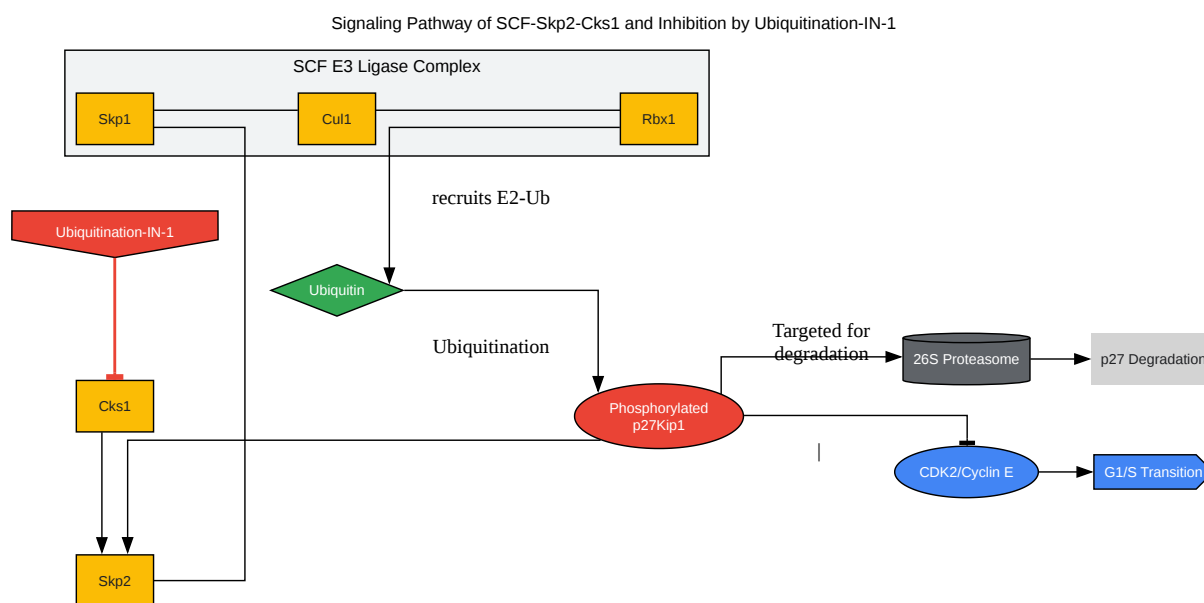 Signaling Pathway of SCF-Skp2-Cks1 and Inhibition by Ubiquitination-IN-1
SCF E3 Ligase Complex
Skp1
Cul1
Rbx1
recruits E2-Ub
Ubiquitination-IN-1
Ubiquitin
Ubiquitination
Targeted for
degradation
26S Proteasome
p27 Degradation
Cks1
Phosphorylated
p27Kip1
|
CDK2/Cyclin E
G1/S Transition
Skp2